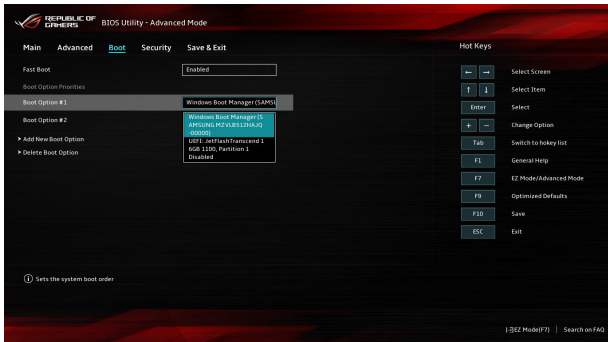 REPUBLIC OF
GAMERS
BIOS Utility - Advanced Mode
Main Advanced Boot Security Save & Exit
Hot Keys
Fast Boot
Enabled
Boot Option Priorities
Boot Option #1
Windows Boot Manager (SAMSU
Boot Option #2
Windows Boot Manager (S
AMSUNG MZVLB512HAJQ
-00000)
UEFI: JetFlashTranscend 1
6GB 1100, Partition 1
Disabled
Add New Boot Option
Delete Boot Option
← → Select Screen
↑ ↓ Select Item
Enter Select
+ − Change Option
Tab Switch to hokey list
F1 General Help
F7 EZ Mode/Advanced Mode
F9 Optimized Defaults
F10 Save
ESC Exit
Sets the system boot order
EZ Mode(F7) | Search on FAQ